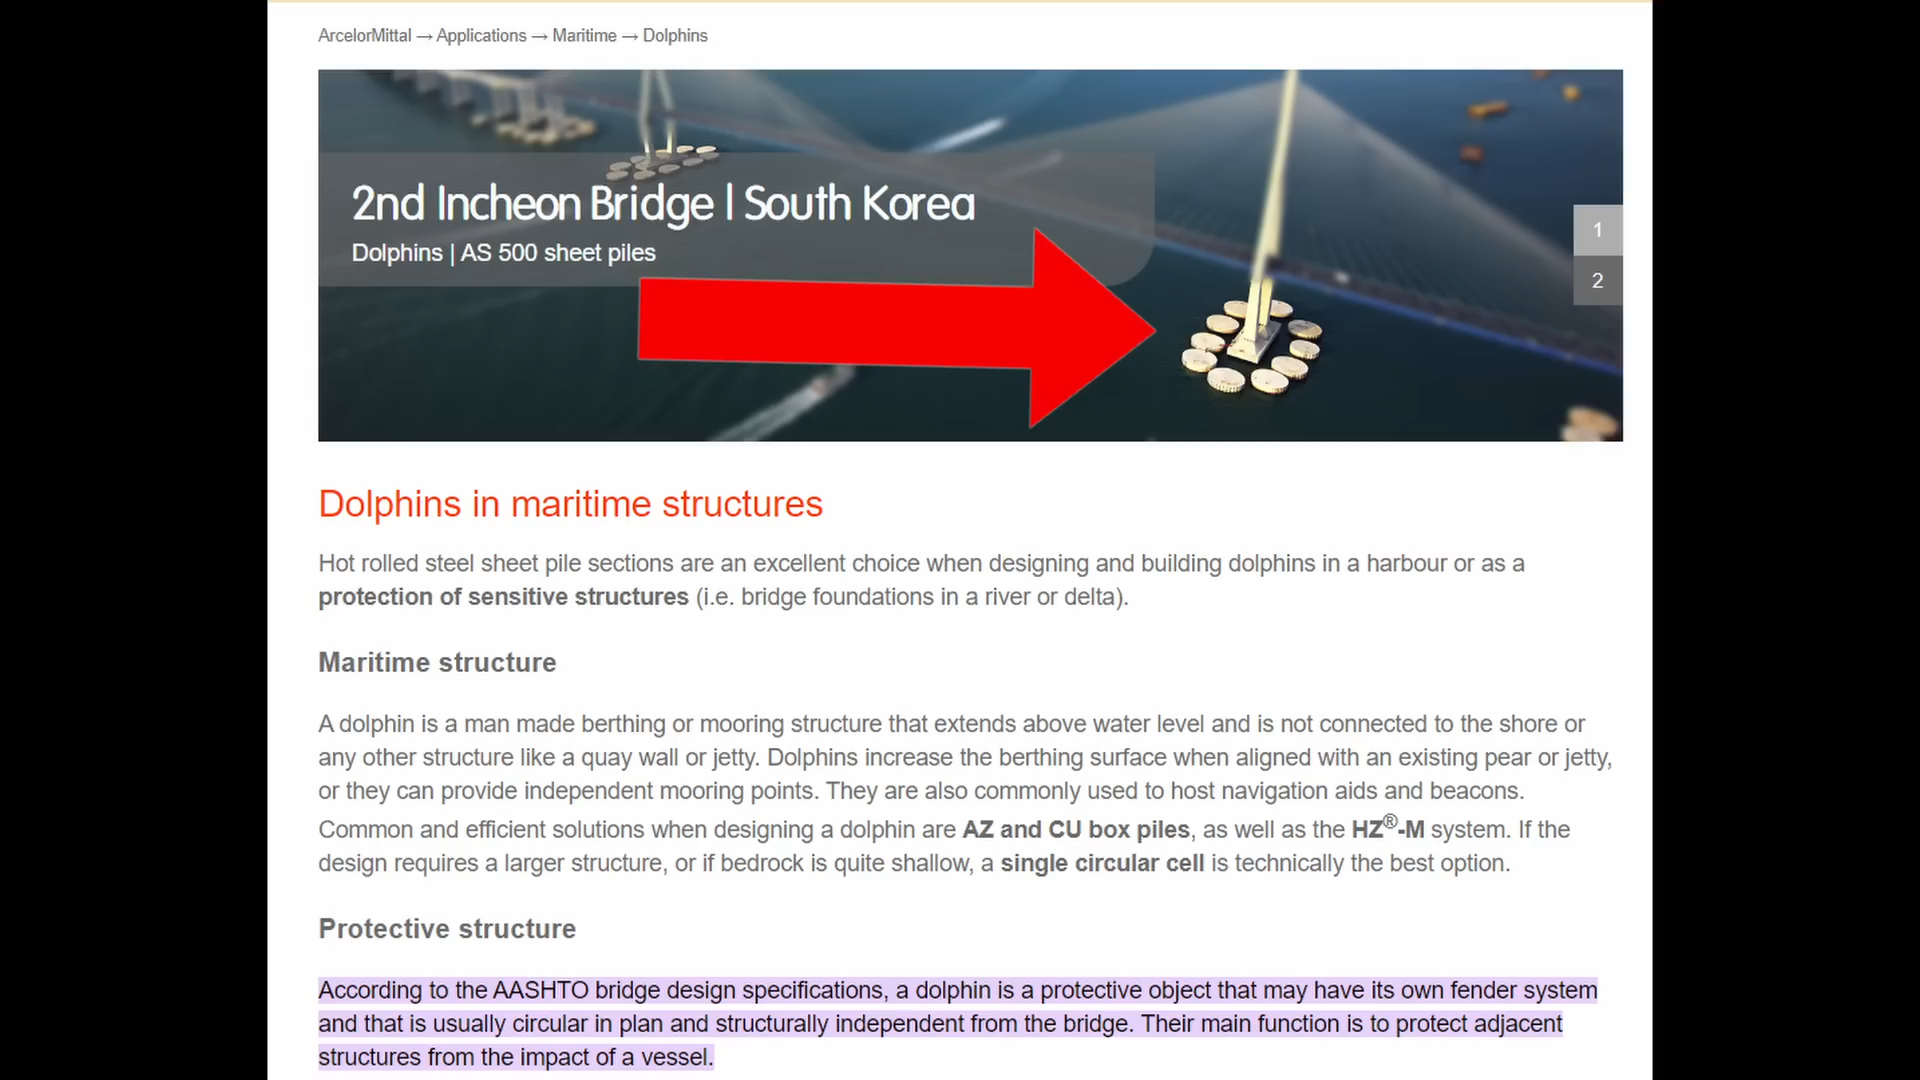 ArcelorMittal → Applications → Maritime → Dolphins
2nd Incheon Bridge | South Korea
Dolphins | AS 500 sheet piles
1
2
Dolphins in maritime structures
Hot rolled steel sheet pile sections are an excellent choice when designing and building dolphins in a harbour or as a
protection of sensitive structures (i.e. bridge foundations in a river or delta).
Maritime structure
A dolphin is a man made berthing or mooring structure that extends above water level and is not connected to the shore or
any other structure like a quay wall or jetty. Dolphins increase the berthing surface when aligned with an existing pear or jetty,
or they can provide independent mooring points. They are also commonly used to host navigation aids and beacons.
Common and efficient solutions when designing a dolphin are AZ and CU box piles, as well as the HZ®-M system. If the
design requires a larger structure, or if bedrock is quite shallow, a single circular cell is technically the best option.
Protective structure
According to the AASHTO bridge design specifications, a dolphin is a protective object that may have its own fender system
and that is usually circular in plan and structurally independent from the bridge. Their main function is to protect adjacent
structures from the impact of a vessel.